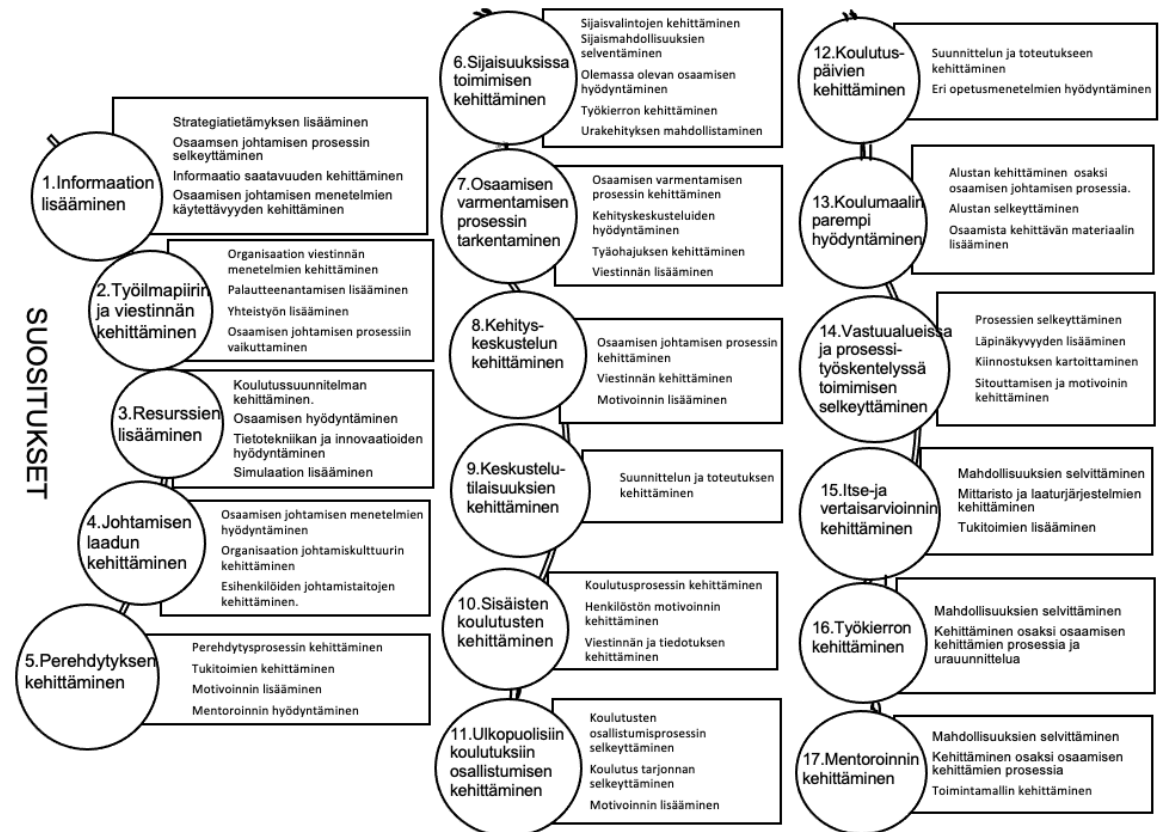 SUOSITUKSET
1.Informaation
lisääminen
Strategiatietämyksen lisääminen
Osaamsen johtamisen prosessin
selkeyttäminen
Informaatio saatavuuden kehittäminen
Osaamisen johtamisen menetelmien
käytettävyyden kehittäminen
2.Työilmapiirin
ja viestinnän
kehittäminen
Organisaation viestinnän
menetelmien kehittäminen
Palautteenantamisen lisääminen
Yhteistyön lisääminen
Osaamisen johtamisen prosessiin
vaikuttaminen
3.Resurssien
lisääminen
Koulutussuunnitelman
kehittäminen.
Osaamisen hyödyntäminen
Tietotekniikan ja innovaatioiden
hyödyntäminen
Simulaation lisääminen
4.Johtamisen
laadun
kehittäminen
Osaamisen johtamisen menetelmien
hyödyntäminen
Organisaation johtamiskulttuurin
kehittäminen
Esihenkilöiden johtamistaitojen
kehittäminen.
5.Perehdytyksen
kehittäminen
Perehdytysprosessin kehittäminen
Tukitoimien kehittäminen
Motivoinnin lisääminen
Mentoroinnin hyödyntäminen
6.Sijaisuuksissa
toimimisen
kehittäminen
Sijaisvalintojen kehittäminen
Sijaismahdollisuuksien
selventäminen
Olemassa olevan osaamisen
hyödyntäminen
Työkierron kehittäminen
Urakehityksen mahdollistaminen
7.Osaamisen
varmentamisen
prosessin
tarkentaminen
Osaamisen varmentamisen
prosessin kehittäminen
Kehityskeskusteluiden
hyödyntäminen
Työohajuksen kehittäminen
Viestinnän lisääminen
8.Kehitys-
keskustelun
kehittäminen
Osaamisen johtamisen prosessin
kehittäminen
Viestinnän kehittäminen
Motivoinnin lisääminen
9.Keskustelu-
tilaisuuksien
kehittäminen
Suunnittelun ja toteutuksen
kehittäminen
10.Sisäisten
koulutusten
kehittäminen
Koulutusprosessin kehittäminen
Henkilöstön motivoinnin
kehittäminen
Viestinnän ja tiedotuksen
kehittäminen
11.Ulkopuolisiin
koulutuksiin
osallistumisen
kehittäminen
Koulutusten
osallistumisprosessin
selkeyttäminen
Koulutus tarjonnan
selkeyttäminen
Motivoinnin lisääminen
12.Koulutus-
päivien
kehittäminen
Suunnittelun ja toteutukseen
kehittäminen
Eri opetusmenetelmien hyödyntäminen
13.Koulumaalin
parempi
hyödyntäminen
Alustan kehittäminen osaksi
osaamisen johtamisen prosessia.
Alustan selkeyttäminen
Osaamista kehittävän materiaalin
lisääminen
14.Vastuualueissa
ja prosessi-
työskentelyssä
toimimisen
selkeyttäminen
Prosessien selkeyttäminen
Läpinäkyvyyden lisääminen
Kiinnostuksen kartoittaminen
Sitouttamisen ja motivoinin
kehittäminen
15.Itse-ja
vertaisarvioinnin
kehittäminen
Mahdollisuuksien selvittäminen
Mittaristo ja laaturjärjestelmien
kehittäminen
Tukitoimien lisääminen
16.Työkierron
kehittäminen
Mahdollisuuksien selvittäminen
Kehittäminen osaksi osaamisen
kehittämien prosessia ja
urauunnittelua
17.Mentoroinnin
kehittäminen
Mahdollisuuksien selvittäminen
Kehittäminen osaksi osaamisen
kehittämien prosessia
Toimintamallin kehittäminen